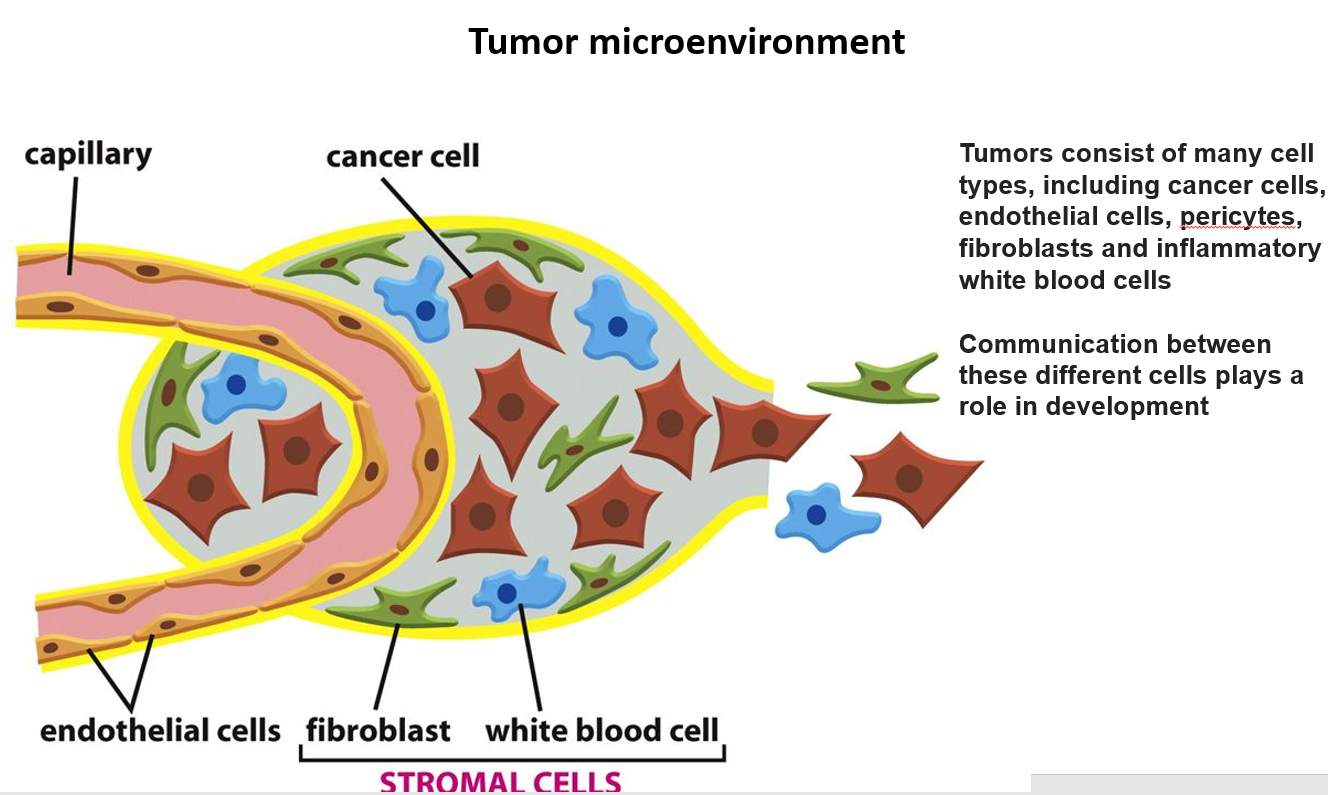 Tumor microenvironment
capillary
cancer cell
Tumors consist of many cell
types, including cancer cells,
endothelial cells, pericytes,
fibroblasts and inflammatory
white blood cells
Communication between
these different cells plays a
role in development
endothelial cells
fibroblast
white blood cell
STROMAL CELLS